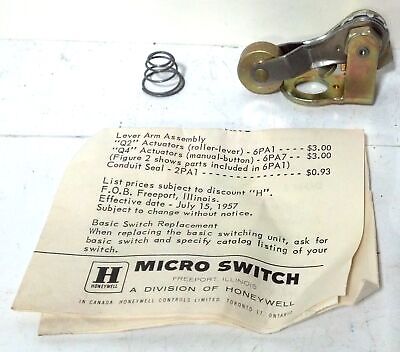 Lever Arm Assembly
"Q2" Actuators (roller-lever) - 6PA1 ---- $3.00
"Q4" Actuators (manual-button) - 6PA7 -- $3.00
(Figure 2 shows parts included in 6PA1)
Conduit Seal - 2PA1 ---------------- $0.93
List prices subject to discount "H".
F.O.B. Freeport, Illinois.
Effective date - July 15, 1957
Subject to change without notice.
Basic Switch Replacement
When replacing the basic switching unit, ask for
basic switch and specify catalog listing of your
switch.
H
HONEYWELL
MICRO SWITCH
FREEPORT, ILLINOIS
A DIVISION OF HONEYWELL
IN CANADA: HONEYWELL CONTROLS LIMITED, TORONTO 17, ONTARIO